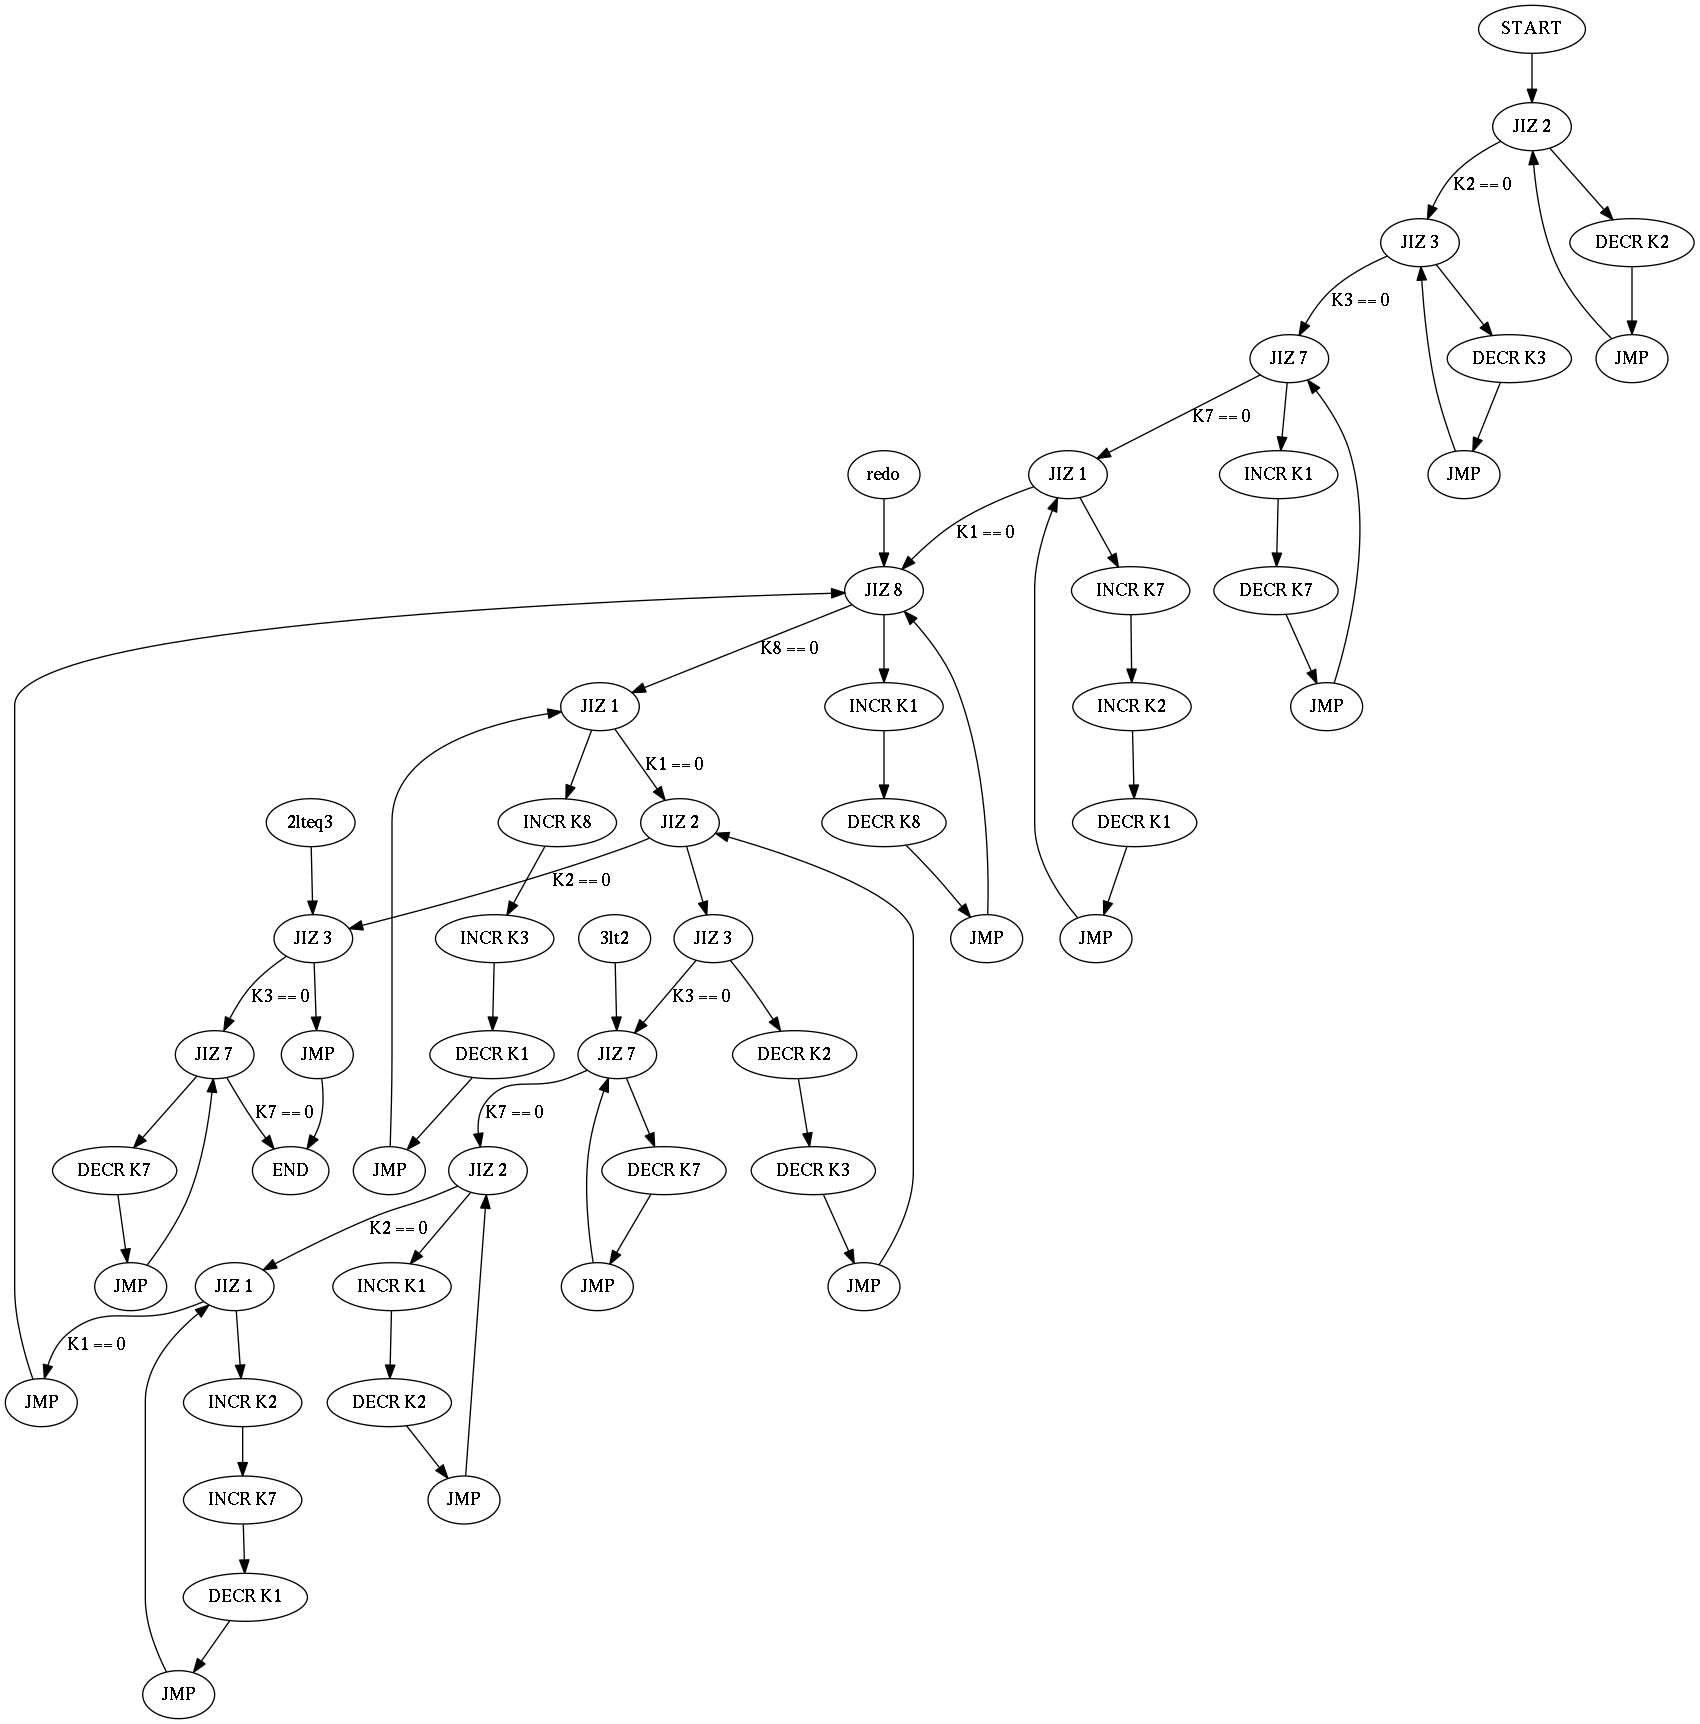 START
JIZ 2
K2 == 0
JIZ 3
DECR K2
K3 == 0
JIZ 7
DECR K3
JMP
K7 == 0
redo
JIZ 1
INCR K1
JMP
K1 == 0
JIZ 8
INCR K7
DECR K7
K8 == 0
JIZ 1
INCR K1
INCR K2
JMP
K1 == 0
2lteq3
INCR K8
JIZ 2
DECR K8
DECR K1
K2 == 0
JIZ 3
INCR K3
3lt2
JIZ 3
JMP
JMP
K3 == 0
K3 == 0
JIZ 7
JMP
DECR K1
JIZ 7
DECR K2
K7 == 0
K7 == 0
DECR K7
END
JMP
JIZ 2
DECR K7
DECR K3
K2 == 0
JMP
JIZ 1
INCR K1
JMP
JMP
K1 == 0
JMP
INCR K2
DECR K2
INCR K7
JMP
DECR K1
JMP